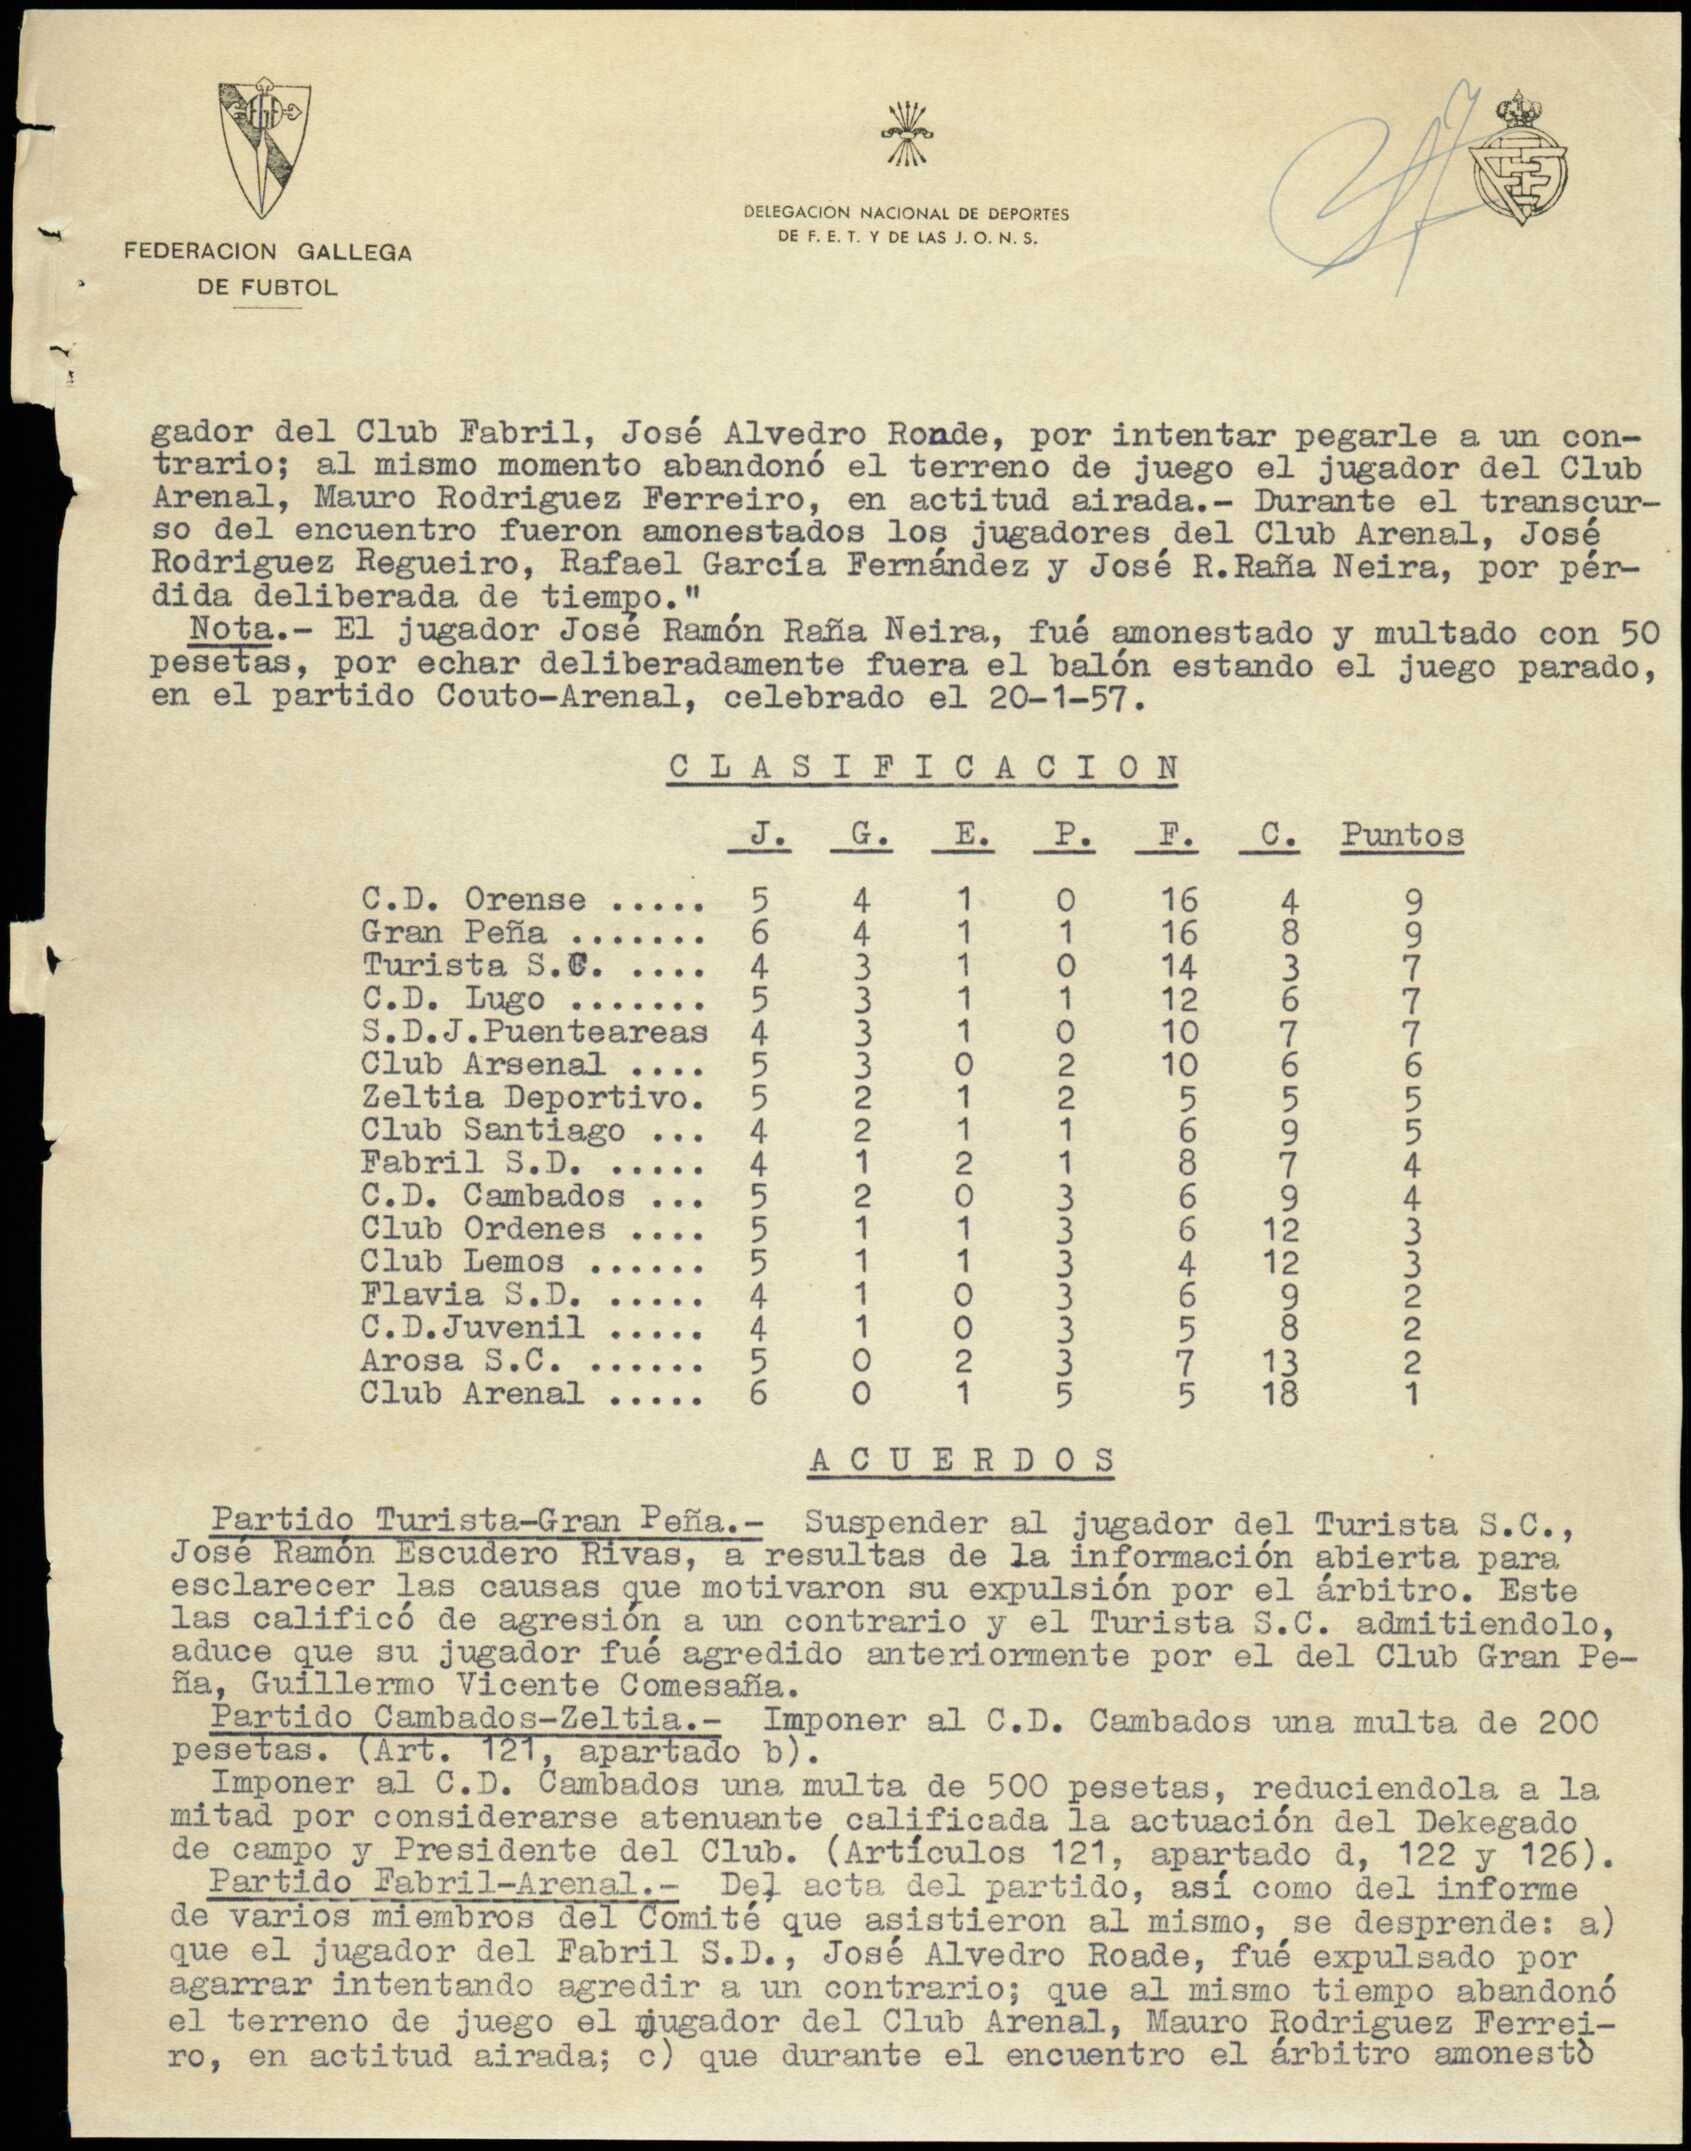 FEDERACION GALLEGA
DE FUBTOL
DELEGACION NACIONAL DE DEPORTES
DE F. E. T. Y DE LAS J. O. N. S.
gador del Club Fabril, José Alvedro Ronde, por intentar pegarle a un con-
trario; al mismo momento abandonó el terreno de juego el jugador del Club
Arenal, Mauro Rodriguez Ferreiro, en actitud airada.- Durante el transcur-
so del encuentro fueron amonestados los jugadores del Club Arenal, José
Rodriguez Regueiro, Rafael García Fernández y José R.Raña Neira, por pér-
dida deliberada de tiempo."
Nota.- El jugador José Ramón Raña Neira, fué amonestado y multado con 50
pesetas, por echar deliberadamente fuera el balón estando el juego parado,
en el partido Couto-Arenal, celebrado el 20-1-57.
C L A S I F I C A C I O N
J. G. E. P. F. C. Puntos
C.D. Orense ..... 5 4 1 0 16 4 9
Gran Peña ....... 6 4 1 1 16 8 9
Turista S.C. .... 4 3 1 0 14 3 7
C.D. Lugo ....... 5 3 1 1 12 6 7
S.D.J.Puenteareas 4 3 1 0 10 7 7
Club Arsenal .... 5 3 0 2 10 6 6
Zeltia Deportivo. 5 2 1 2 5 5 5
Club Santiago ... 4 2 1 1 6 9 5
Fabril S.D. ..... 4 1 2 1 8 7 4
C.D. Cambados ... 5 2 0 3 6 9 4
Club Ordenes .... 5 1 1 3 6 12 3
Club Lemos ...... 5 1 1 3 4 12 3
Flavia S.D. ..... 4 1 0 3 6 9 2
C.D.Juvenil ..... 4 1 0 3 5 8 2
Arosa S.C. ...... 5 0 2 3 7 13 2
Club Arenal ..... 6 0 1 5 5 18 1
A C U E R D O S
Partido Turista-Gran Peña.- Suspender al jugador del Turista S.C.,
José Ramón Escudero Rivas, a resultas de la información abierta para
esclarecer las causas que motivaron su expulsión por el árbitro. Este
las calificó de agresión a un contrario y el Turista S.C. admitiendolo,
aduce que su jugador fué agredido anteriormente por el del Club Gran Pe-
ña, Guillermo Vicente Comesaña.
Partido Cambados-Zeltia.- Imponer al C.D. Cambados una multa de 200
pesetas. (Art. 121, apartado b).
Imponer al C.D. Cambados una multa de 500 pesetas, reduciendola a la
mitad por considerarse atenuante calificada la actuación del Dekegado
de campo y Presidente del Club. (Artículos 121, apartado d, 122 y 126).
Partido Fabril-Arenal.- Del acta del partido, así como del informe
de varios miembros del Comité que asistieron al mismo, se desprende: a)
que el jugador del Fabril S.D., José Alvedro Roade, fué expulsado por
agarrar intentando agredir a un contrario; que al mismo tiempo abandonó
el terreno de juego el jugador del Club Arenal, Mauro Rodriguez Ferrei-
ro, en actitud airada; c) que durante el encuentro el árbitro amonestò